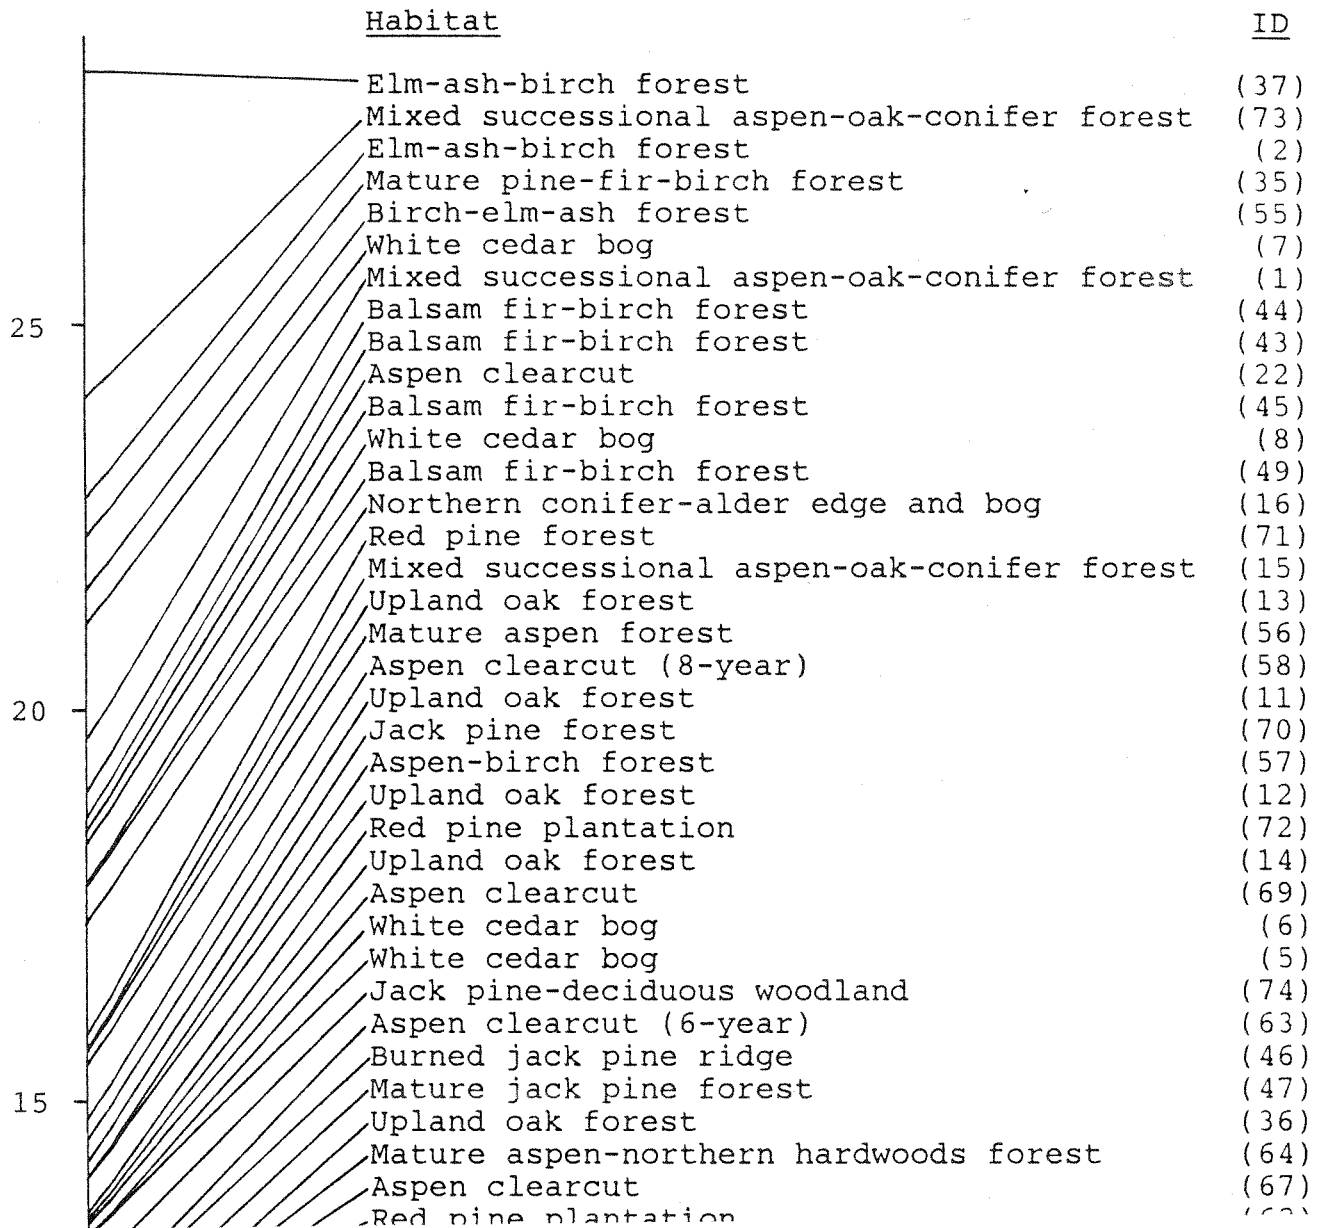 Habitat ID
Elm-ash-birch forest (37)
Mixed successional aspen-oak-conifer forest (73)
Elm-ash-birch forest (2)
Mature pine-fir-birch forest (35)
Birch-elm-ash forest (55)
White cedar bog (7)
Mixed successional aspen-oak-conifer forest (1)
25 Balsam fir-birch forest (44)
Balsam fir-birch forest (43)
Aspen clearcut (22)
Balsam fir-birch forest (45)
White cedar bog (8)
Balsam fir-birch forest (49)
Northern conifer-alder edge and bog (16)
Red pine forest (71)
Mixed successional aspen-oak-conifer forest (15)
Upland oak forest (13)
Mature aspen forest (56)
Aspen clearcut (8-year) (58)
20 Upland oak forest (11)
Jack pine forest (70)
Aspen-birch forest (57)
Upland oak forest (12)
Red pine plantation (72)
Upland oak forest (14)
Aspen clearcut (69)
White cedar bog (6)
White cedar bog (5)
Jack pine-deciduous woodland (74)
Aspen clearcut (6-year) (63)
Burned jack pine ridge (46)
15 Mature jack pine forest (47)
Upland oak forest (36)
Mature aspen-northern hardwoods forest (64)
Aspen clearcut (67)
Red pine plantation